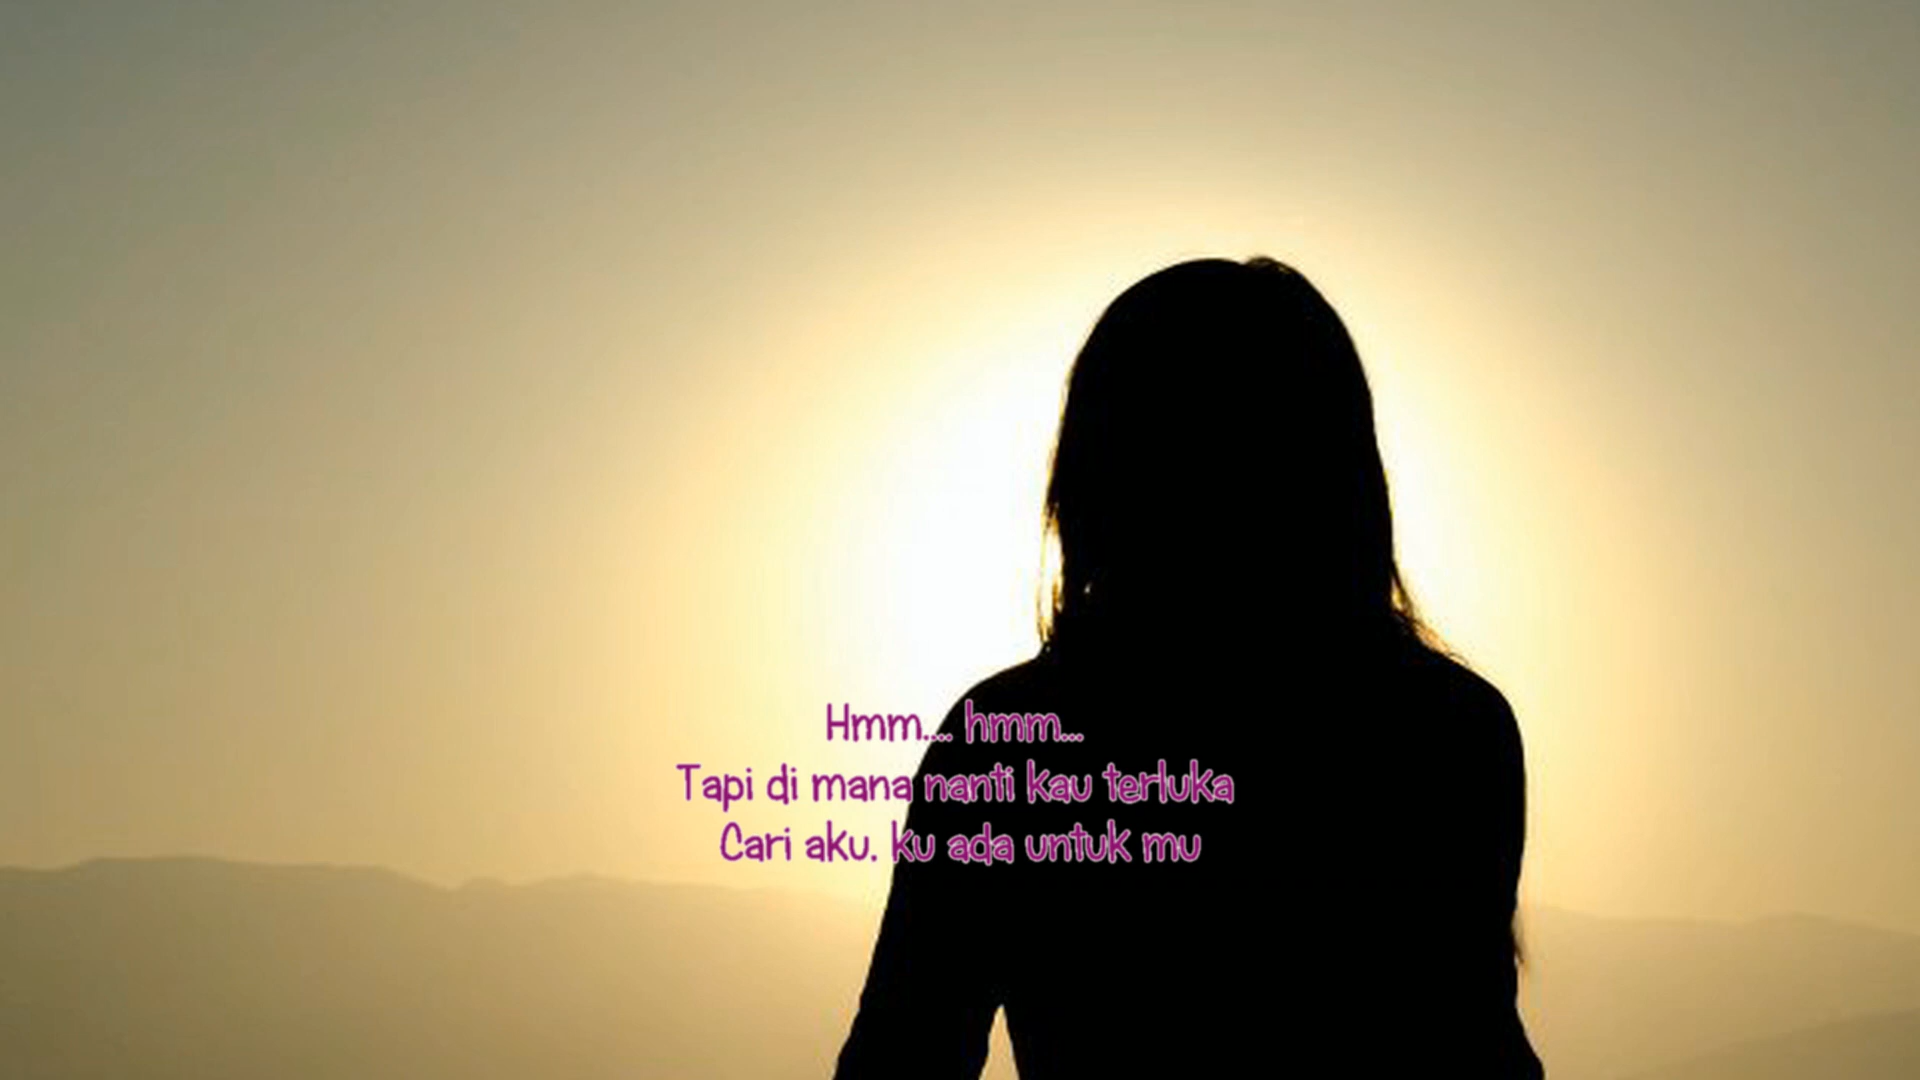 Hmm.... hmm...
Tapi di mana nanti kau terluka
Cari aku. ku ada untuk mu